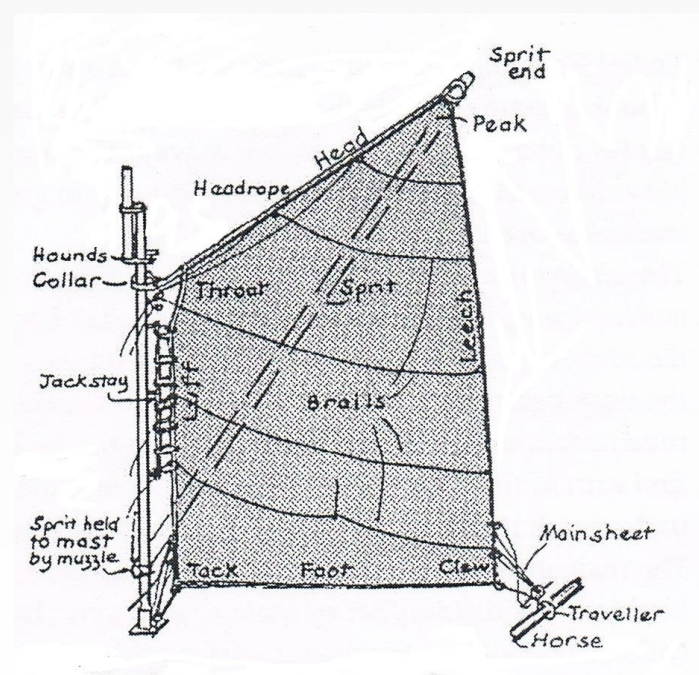 Sprit
end
Peak
Head
Headrope
Hounds
Collar
Throat
Sprit
Leech
Luff
Jackstay
Brails
Sprit held
to mast
by muzzle
Mainsheet
Tack
Foot
Clew
Traveller
Horse